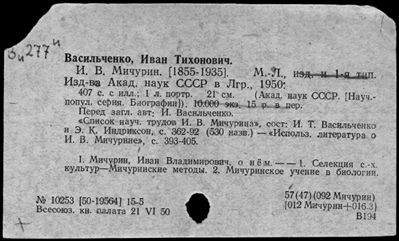 З и 277 и
Васильченко, Иван Тихонович.
И. В. Мичурин. [1855-1935]. М.-Л., изд. и 1-я тип.
Изд-ва Акад. наук СССР в Лгр., 1950:
407 с. с илл.; 1 л. портр. 21 см. (Акад. наук СССР. [Науч.-
попул. серия. Биографии]). 10.000 экз. 15 р. в пер.
Перед загл. авт: И. Васильченко.
«Список науч. трудов И. В. Мичурина», сост: И. Т. Васильченко
и Э. К. Индриксон, с. 362-92 (530 назв.) —«Использ. литература о
И. В. Мичурине», с. 393-405.
1. Мичурин, Иван Владимирович, о нём. — — 1. Селекция с.-х.
культур—Мичуринские методы. 2. Мичуринское учение в биологии.
№ 10253 [50-19564] 15-5
57(47)(092 Мичурин)
Всесоюз. кн. палата 21 VI 50
[012 Мичурин+016.3)
В194